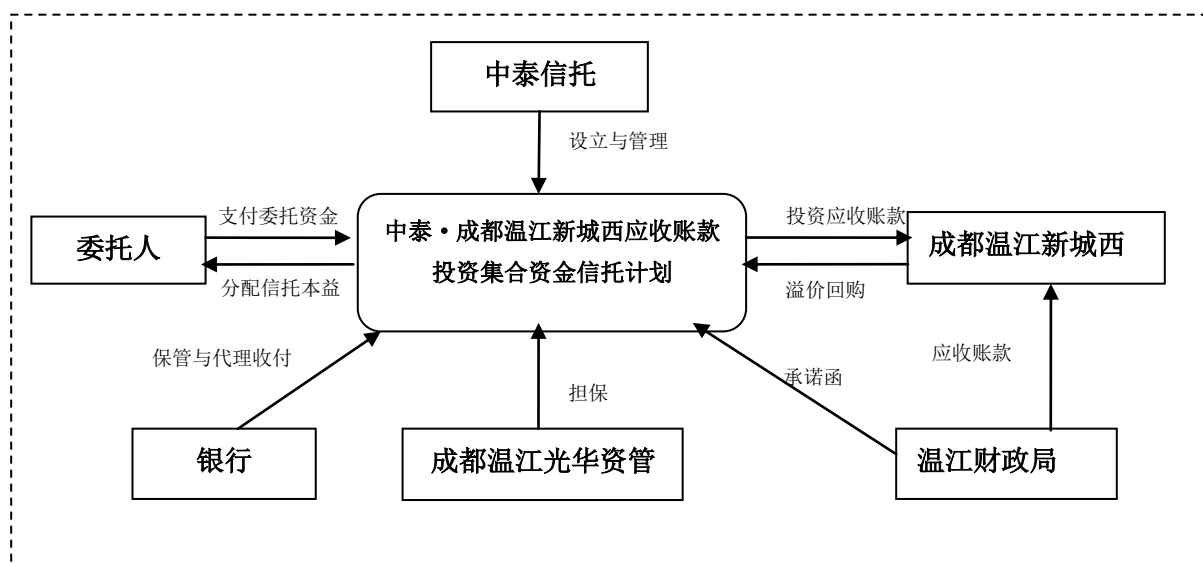 中泰信托
设立与管理
支付委托资金
委托人
分配信托本益
中泰·成都温江新城西应收账款
投资集合资金信托计划
投资应收账款
成都温江新城西
溢价回购
保管与代理收付
担保
承诺函
应收账款
银行
成都温江光华资管
温江财政局